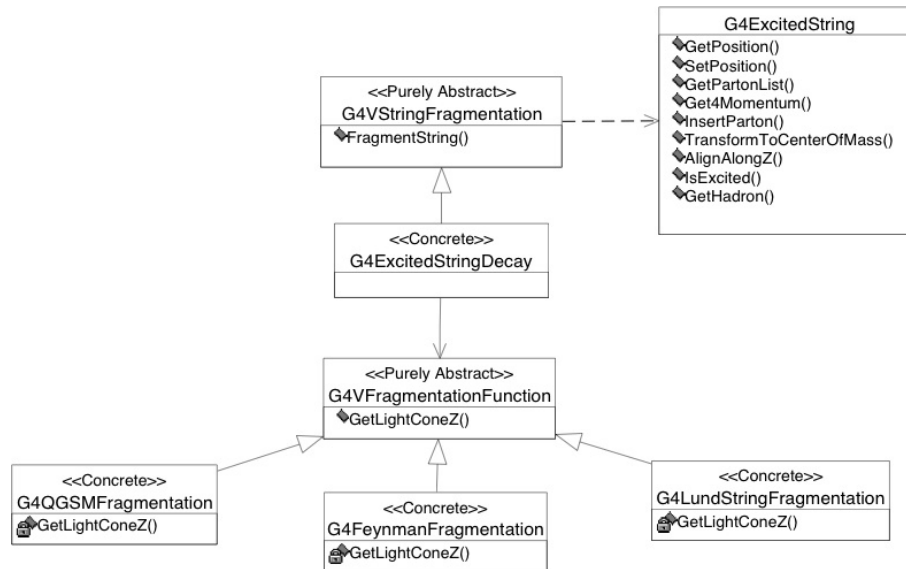 G4ExcitedString
GetPosition()
SetPosition()
GetPartonList()
Get4Momentum()
InsertParton()
TransformToCenterOfMass()
AlignAlongZ()
IsExcited()
GetHadron()
<<Purely Abstract>>
G4VStringFragmentation
FragmentString()
<<Concrete>>
G4ExcitedStringDecay
<<Purely Abstract>>
G4VFragmentationFunction
GetLightConeZ()
<<Concrete>>
G4QGSMFragmentation
GetLightConeZ()
<<Concrete>>
G4FeynmanFragmentation
GetLightConeZ()
<<Concrete>>
G4LundStringFragmentation
GetLightConeZ()